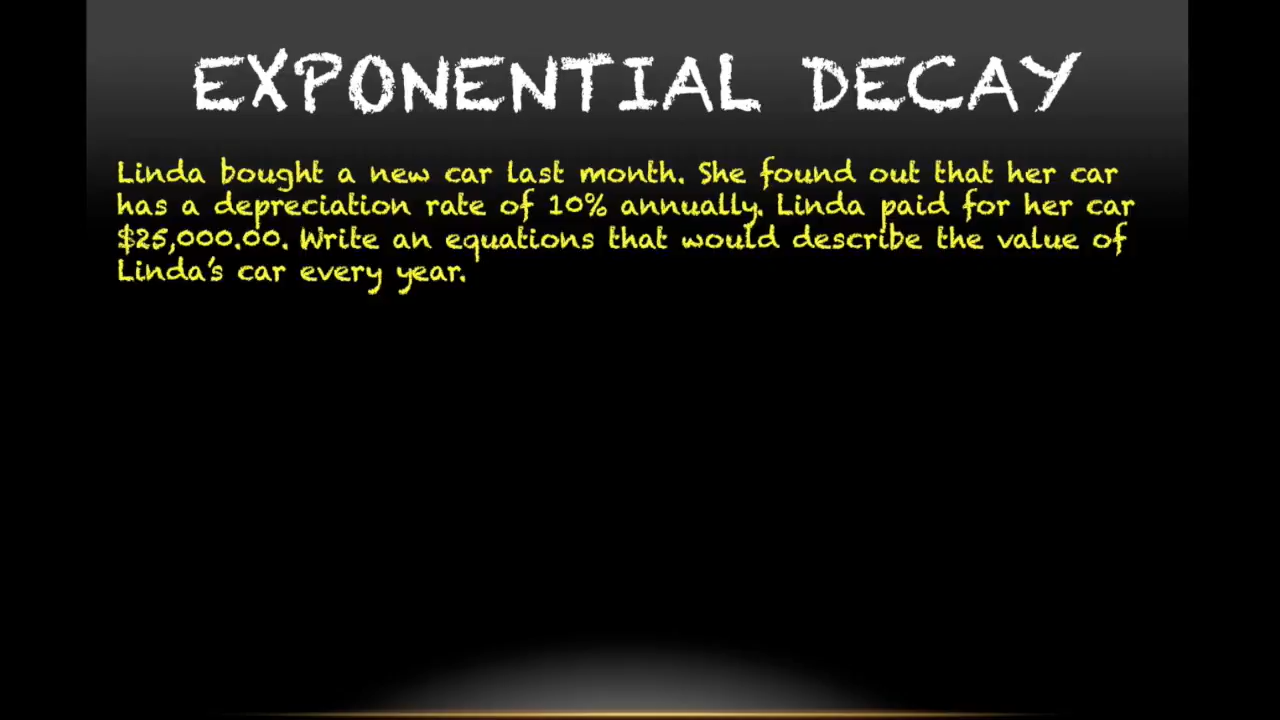 EXPONENTIAL DECAY
Linda bought a new car last month. She found out that her car
has a depreciation rate of 10% annually. Linda paid for her car
$25,000.00. Write an equations that would describe the value of
Linda's car every year.